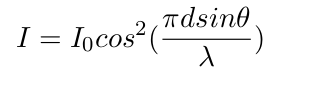 I = I_0 cos^2(\frac{\pi d sin\theta}{\lambda})